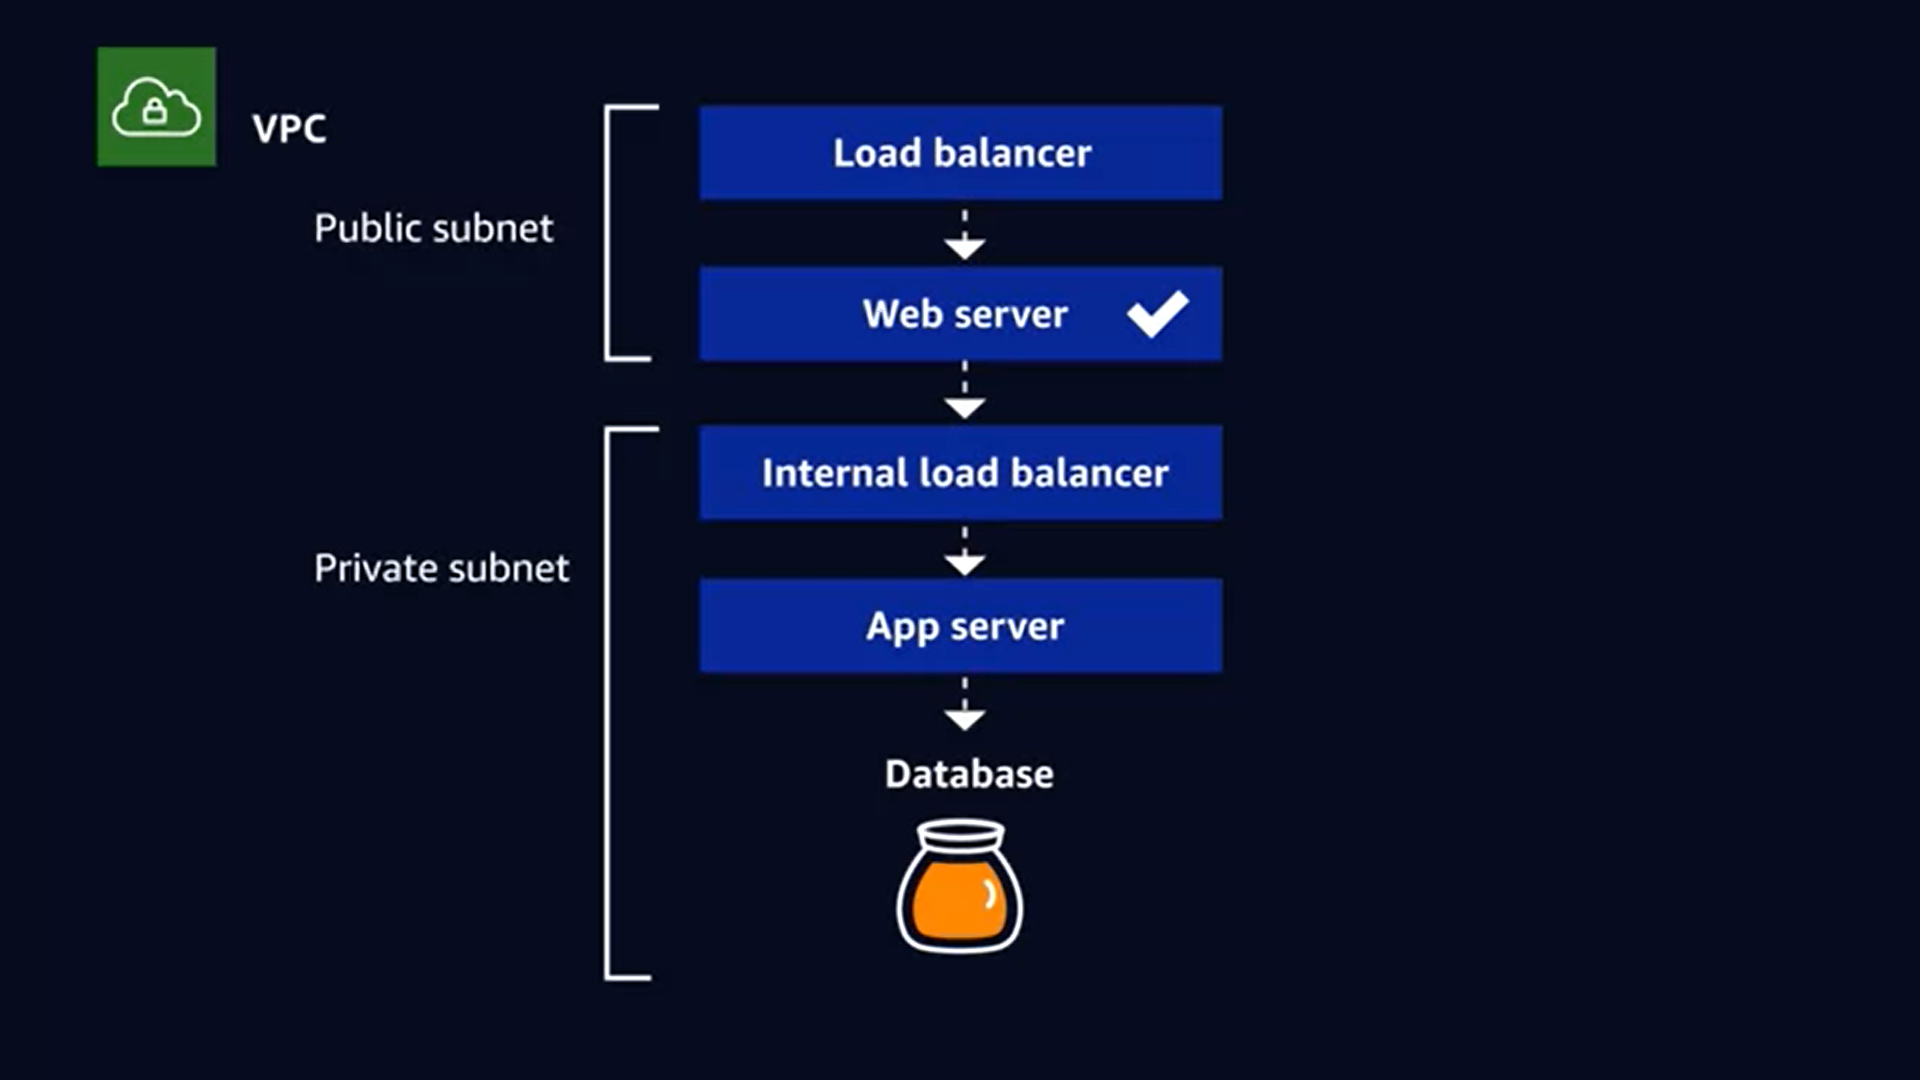 VPC
Public subnet
Load balancer
Web server
Private subnet
Internal load balancer
App server
Database